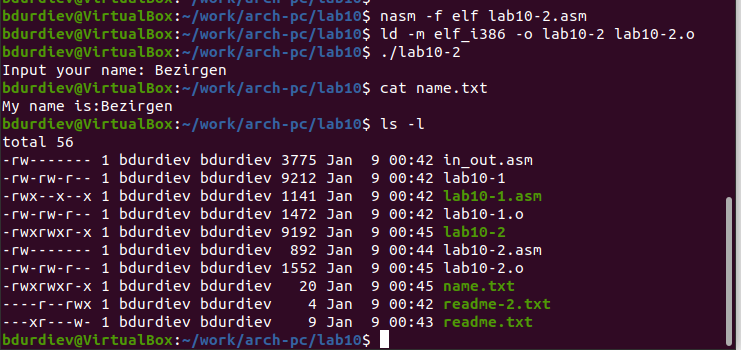 bdurdiev@VirtualBox:~/work/arch-pc/lab10$ nasm -f elf lab10-2.asm
bdurdiev@VirtualBox:~/work/arch-pc/lab10$ ld -m elf_i386 -o lab10-2 lab10-2.o
bdurdiev@VirtualBox:~/work/arch-pc/lab10$ ./lab10-2
Input your name: Bezirgen
bdurdiev@VirtualBox:~/work/arch-pc/lab10$ cat name.txt
My name is:Bezirgen
bdurdiev@VirtualBox:~/work/arch-pc/lab10$ ls -l
total 56
-rw------- 1 bdurdiev bdurdiev 3775 Jan  9 00:42 in_out.asm
-rw-rw-r-- 1 bdurdiev bdurdiev 9212 Jan  9 00:42 lab10-1
-rwx--x--x 1 bdurdiev bdurdiev 1141 Jan  9 00:42 lab10-1.asm
-rw-rw-r-- 1 bdurdiev bdurdiev 1472 Jan  9 00:42 lab10-1.o
-rwxrwxr-x 1 bdurdiev bdurdiev 9192 Jan  9 00:45 lab10-2
-rw------- 1 bdurdiev bdurdiev  892 Jan  9 00:44 lab10-2.asm
-rw-rw-r-- 1 bdurdiev bdurdiev 1552 Jan  9 00:45 lab10-2.o
-rwxrwxr-x 1 bdurdiev bdurdiev   20 Jan  9 00:45 name.txt
----r--rwx 1 bdurdiev bdurdiev    4 Jan  9 00:42 readme-2.txt
---xr---w- 1 bdurdiev bdurdiev    9 Jan  9 00:43 readme.txt
bdurdiev@VirtualBox:~/work/arch-pc/lab10$